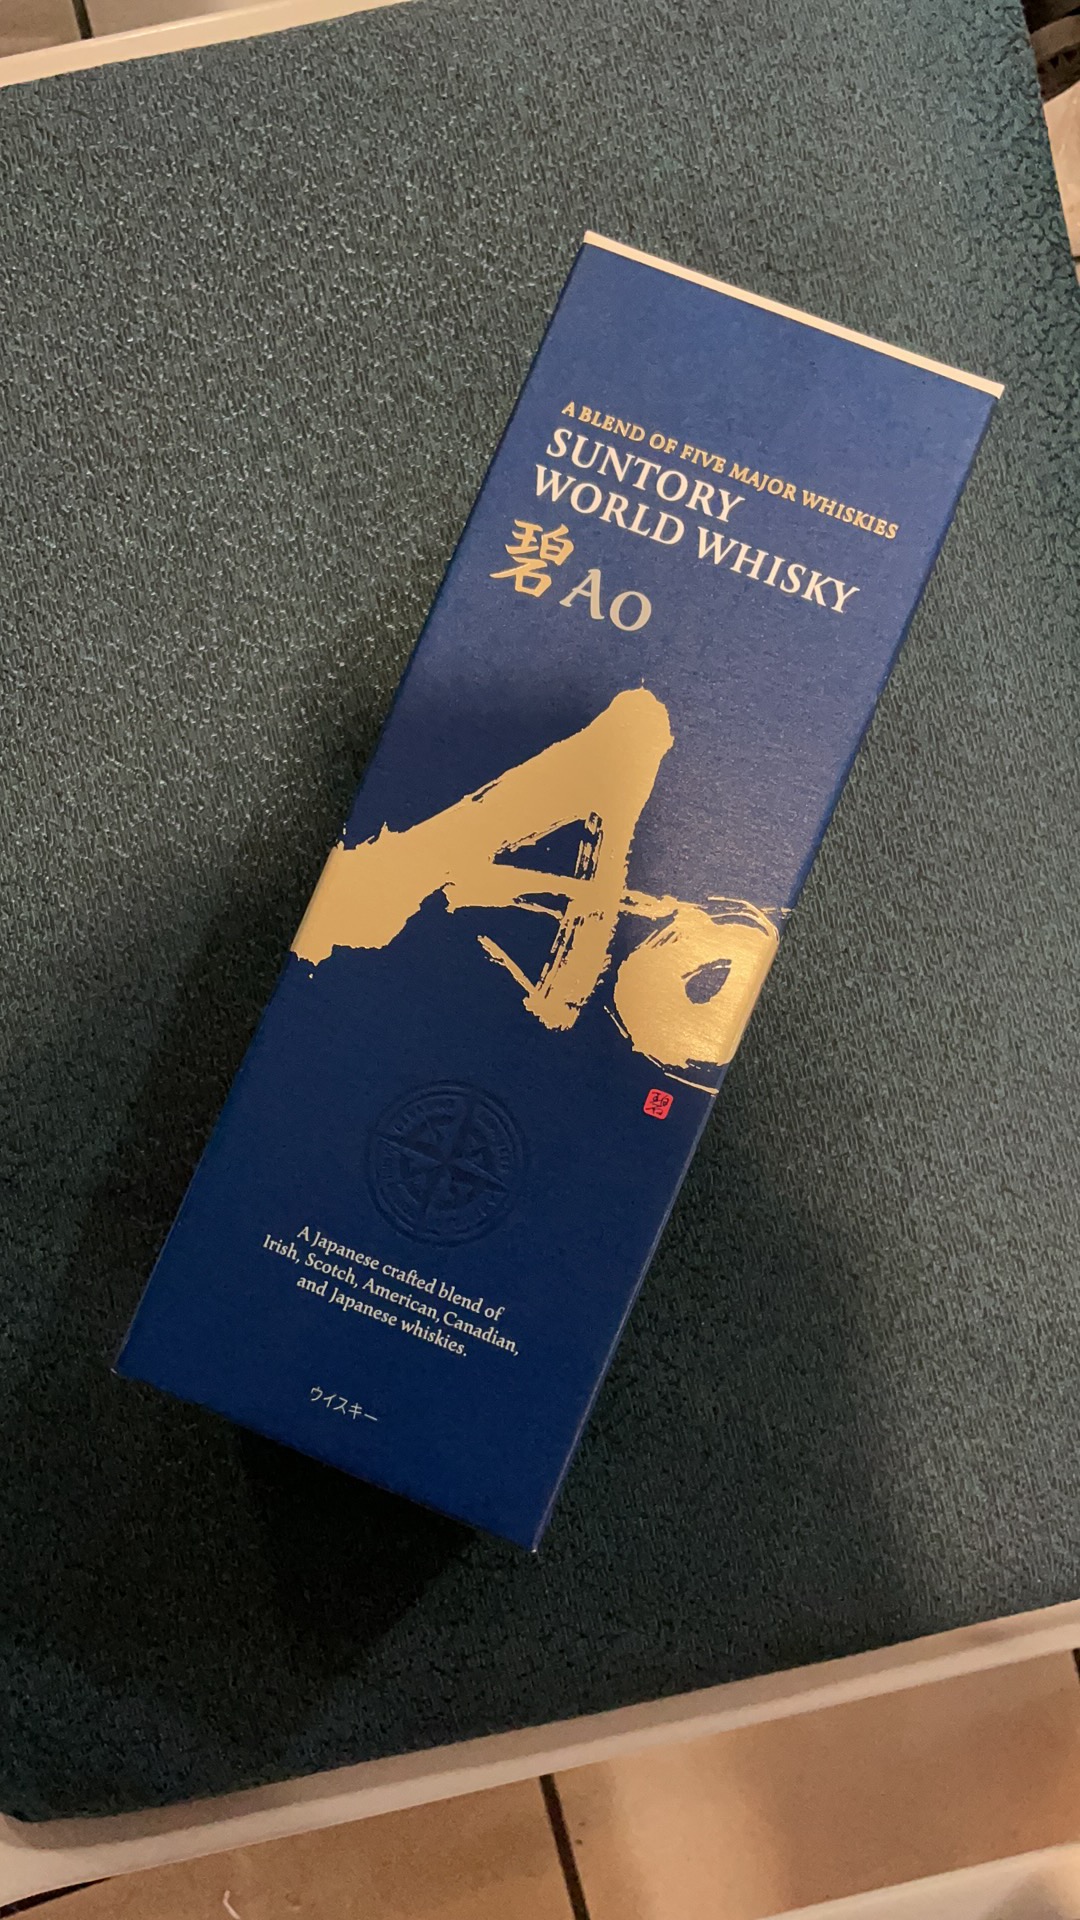 A BLEND OF FIVE MAJOR WHISKIES
SUNTORY
WORLD WHISKY
碧 AO
Ao
碧
A Japanese crafted blend of
Irish, Scotch, American, Canadian,
and Japanese whiskies.
ウイスキー